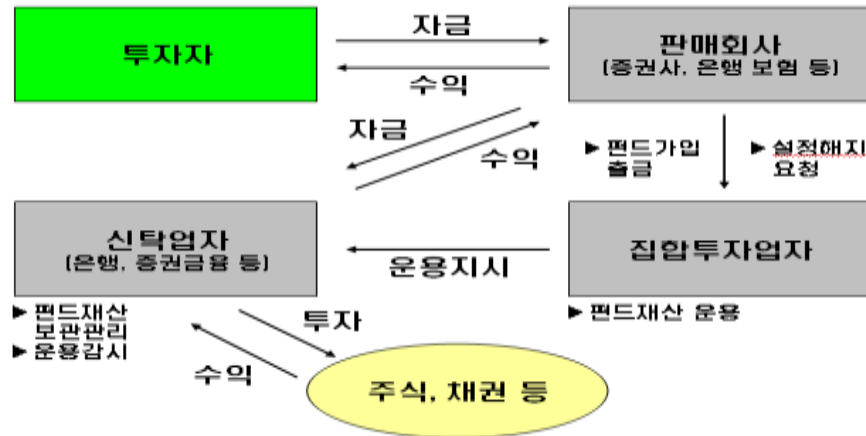 투자자
자금
수익
판매회사
(증권사, 은행 보험 등)
자금
수익
▶ 펀드가입
출금
▶ 설정해지
요청
신탁업자
(은행, 증권금융 등)
운용지시
집합투자업자
▶ 펀드재산
보관관리
▶ 운용감시
투자
수익
▶ 펀드재산 운용
주식, 채권 등